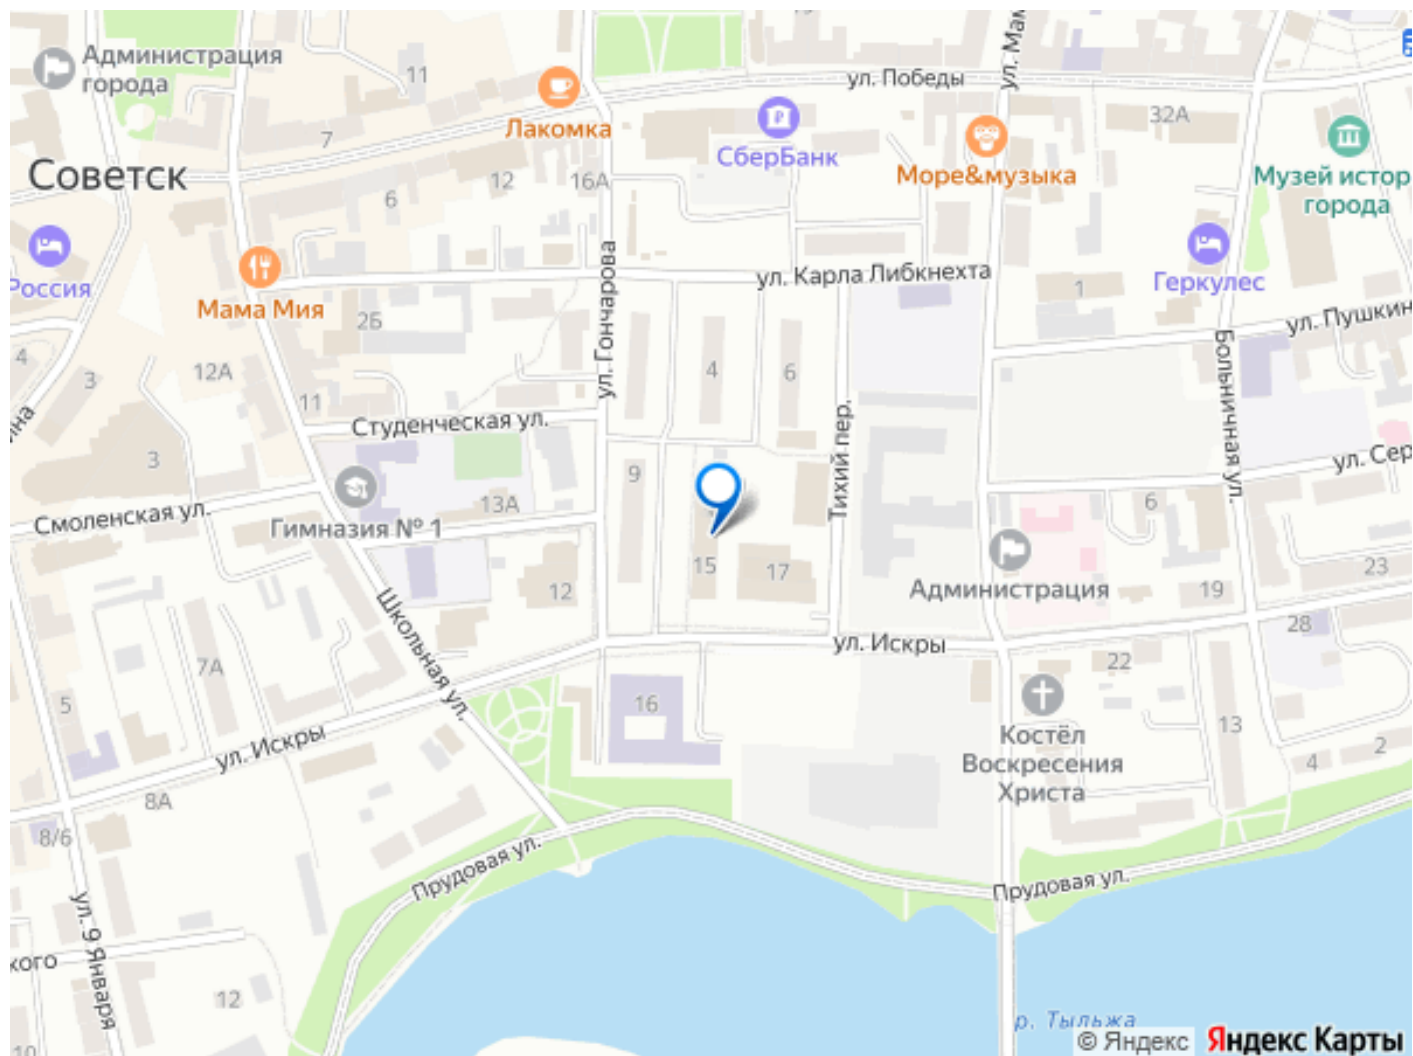 Администрация
города
11
ул. Победы
ул. Мам
Лакомка
7
СберБанк
32А
Море&музыка
Музей истор
города
Советск
12
16А
6
Россия
Мама Мия
ул. Гончарова
ул. Карла Либкнехта
1
Геркулес
ул. Пушкин
2Б
4
3
12А
11
4
6
Больничная ул.
ина
Студенческая ул.
Тихий пер.
3
9
ул. Сер
Смоленская ул.
Гимназия № 1
13А
6
15
17
12
Администрация
19
23
Школьная ул.
ул. Искры
28
7А
22
5
16
13
ул. Искры
Костёл
Воскресения
Христа
4
2
8А
8/6
Прудовая ул.
Прудовая ул.
ул. 9 Января
кого
12
10
р. Тыльжа
© Яндекс
Яндекс Карты